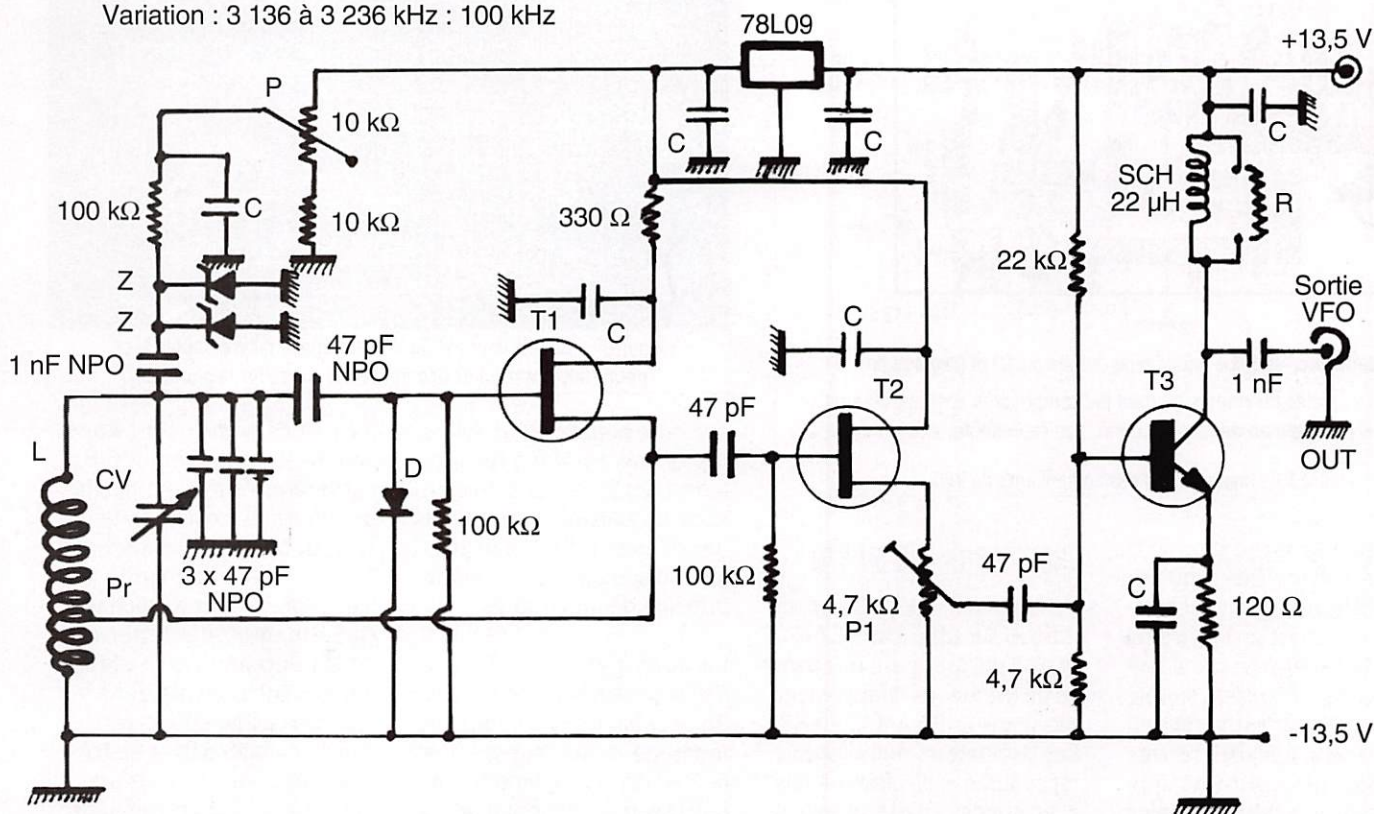 Variation : 3 136 à 3 236 kHz : 100 kHz
78L09
+13,5 V
P
10 kΩ
C
C
C
SCH
22 µH
R
100 kΩ
C
10 kΩ
330 Ω
22 kΩ
Z
Z
Sortie
VFO
1 nF NPO
47 pF
NPO
T1
C
C
T2
T3
1 nF
OUT
L
CV
D
47 pF
100 kΩ
3 x 47 pF
NPO
Pr
100 kΩ
4,7 kΩ
P1
47 pF
C
120 Ω
4,7 kΩ
-13,5 V